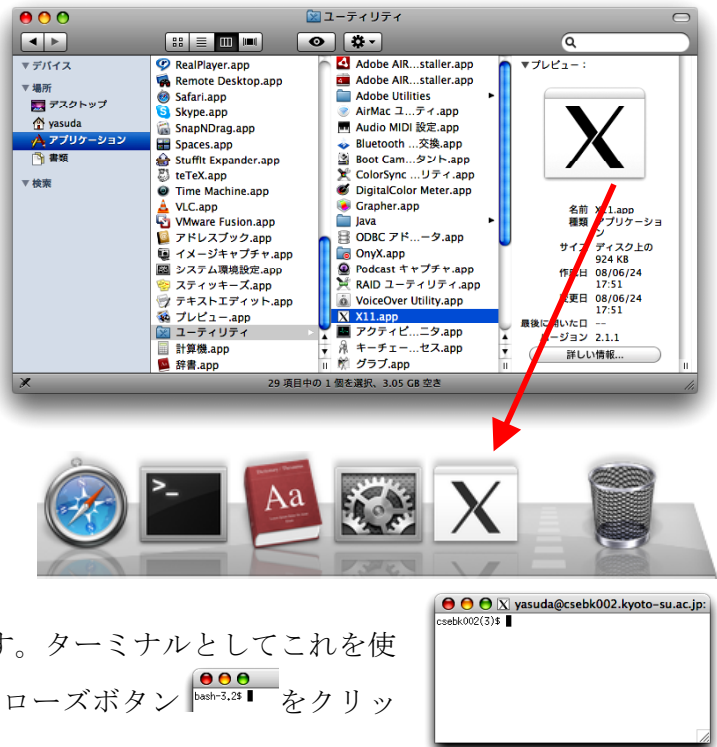 ユーティリティ
▼デバイス
▼場所
デスクトップ
yasuda
アプリケーション
書類
▼検索
RealPlayer.app
Remote Desktop.app
Safari.app
Skype.app
SnapNDrag.app
Spaces.app
StuffIt Expander.app
teTeX.app
Time Machine.app
VLC.app
VMware Fusion.app
アドレスブック.app
イメージキャプチャ.app
システム環境設定.app
スティッキーズ.app
テキストエディット.app
プレビュー.app
ユーティリティ
計算機.app
辞書.app
Adobe AIR...staller.app
Adobe AIR...staller.app
Adobe Utilities
AirMac ユ...ティ.app
Audio MIDI 設定.app
Bluetooth ...交換.app
Boot Cam...タント.app
ColorSync ...リティ.app
DigitalColor Meter.app
Grapher.app
Java
ODBC アド...ータ.app
OnyX.app
Podcast キャプチャ.app
RAID ユーティリティ.app
VoiceOver Utility.app
X11.app
アクティビ...ニタ.app
キーチェー...セス.app
グラブ.app
▼プレビュー：
名前 X11.app
種類 アプリケーショ
ン
サイズ ディスク上の
924 KB
作成日 08/06/24
17:51
変更日 08/06/24
17:51
最後に開いた日 --
バージョン 2.1.1
詳しい情報...
29 項目中の 1 個を選択、3.05 GB 空き
>_
Aa
X
す。ターミナルとしてこれを使
ローズボタン bash-3.2$ をクリッ
X yasuda@csebk002.kyoto-su.ac.jp:
csebk002(3)$